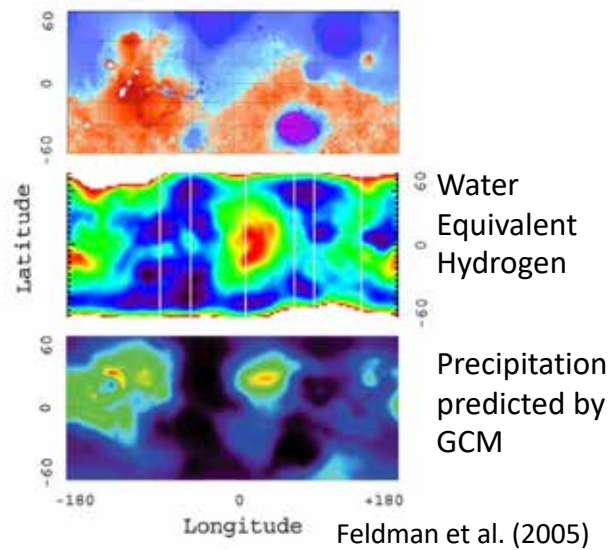 60
0
-60
Latitude
60
0
-60
Water
Equivalent
Hydrogen
60
0
-60
Precipitation
predicted by
GCM
-180 0 +180
Longitude
Feldman et al. (2005)